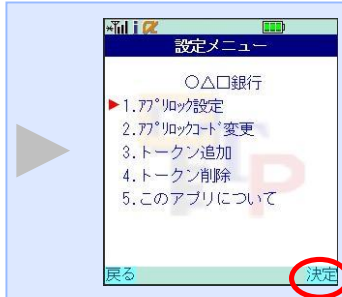 設定メニュー
○△□銀行
1.ｱﾌﾟﾘﾛｯｸ設定
2.ｱﾌﾟﾘﾛｯｸｺｰﾄﾞ変更
3.トークン追加
4.トークン削除
5.このアプリについて
戻る 決定